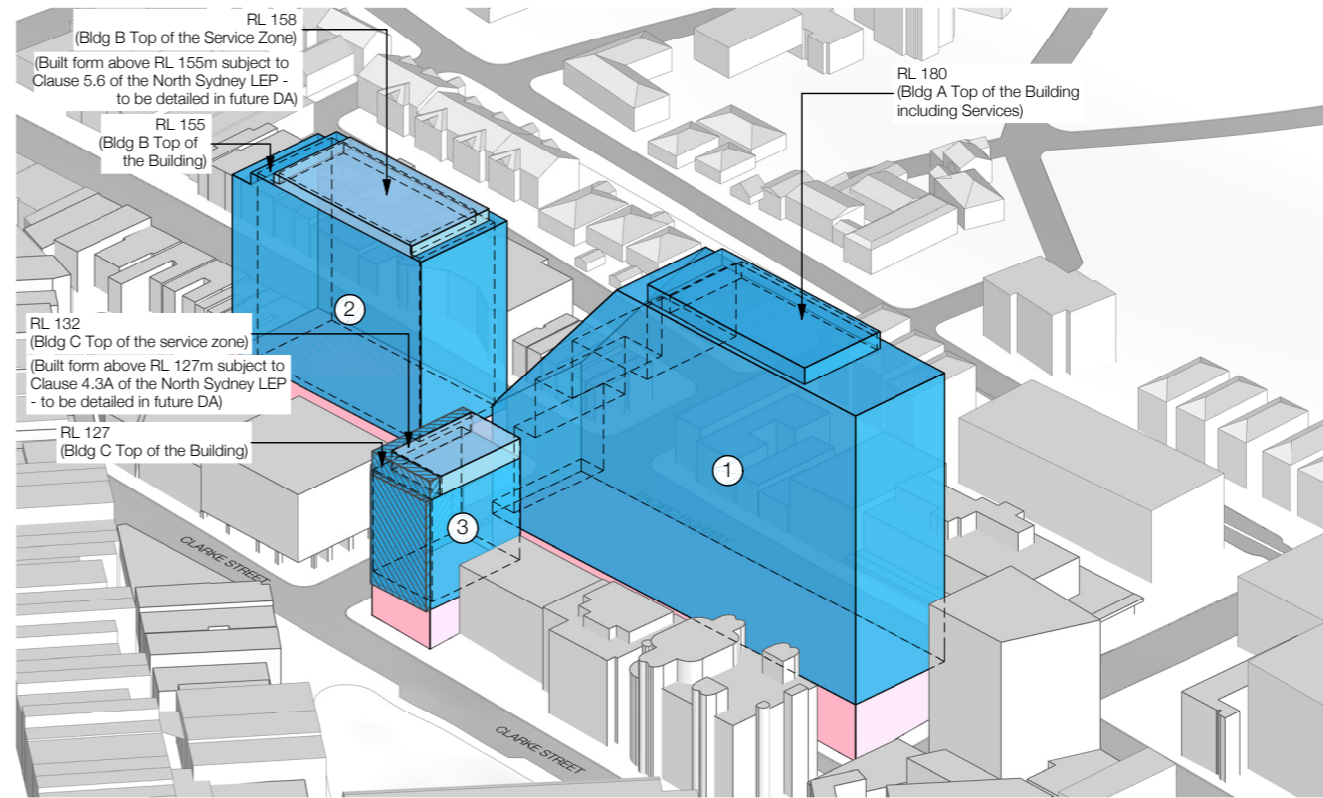 RL 158
(Bldg B Top of the Service Zone)
(Built form above RL 155m subject to
Clause 5.6 of the North Sydney LEP -
to be detailed in future DA)
RL 155
(Bldg B Top of
the Building)
RL 180
(Bldg A Top of the Building
including Services)
2
RL 132
(Bldg C Top of the service zone)
(Built form above RL 127m subject to
Clause 4.3A of the North Sydney LEP
- to be detailed in future DA)
RL 127
(Bldg C Top of the Building)
1
3
PACIFIC HIGHWAY
CLARKE STREET
CLARKE STREET